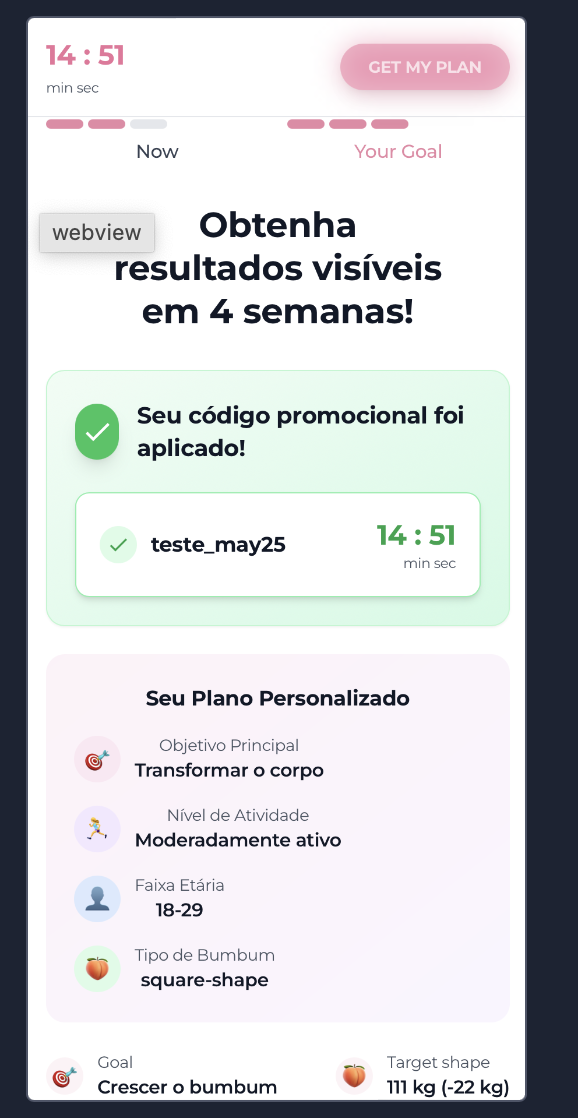 14 : 51
min sec
GET MY PLAN
Now
Your Goal
webview
Obtenha
resultados visíveis
em 4 semanas!
Seu código promocional foi
aplicado!
teste_may25
14 : 51
min sec
Seu Plano Personalizado
Objetivo Principal
Transformar o corpo
Nível de Atividade
Moderadamente ativo
Faixa Etária
18-29
Tipo de Bumbum
square-shape
Goal
Crescer o bumbum
Target shape
111 kg (-22 kg)